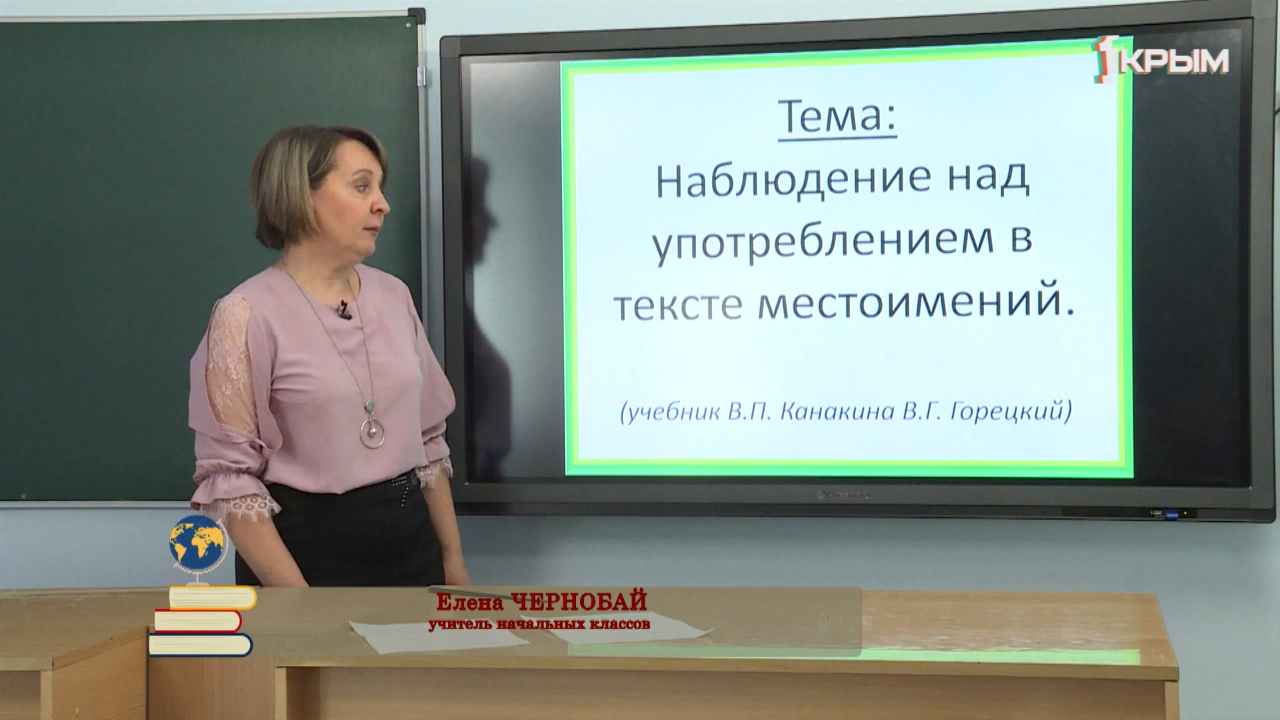 1КРЫМ
Тема:
Наблюдение над
употреблением в
тексте местоимений.
(учебник В.П. Канакина В.Г. Горецкий)
Елена ЧЕРНОБАЙ
учитель начальных классов